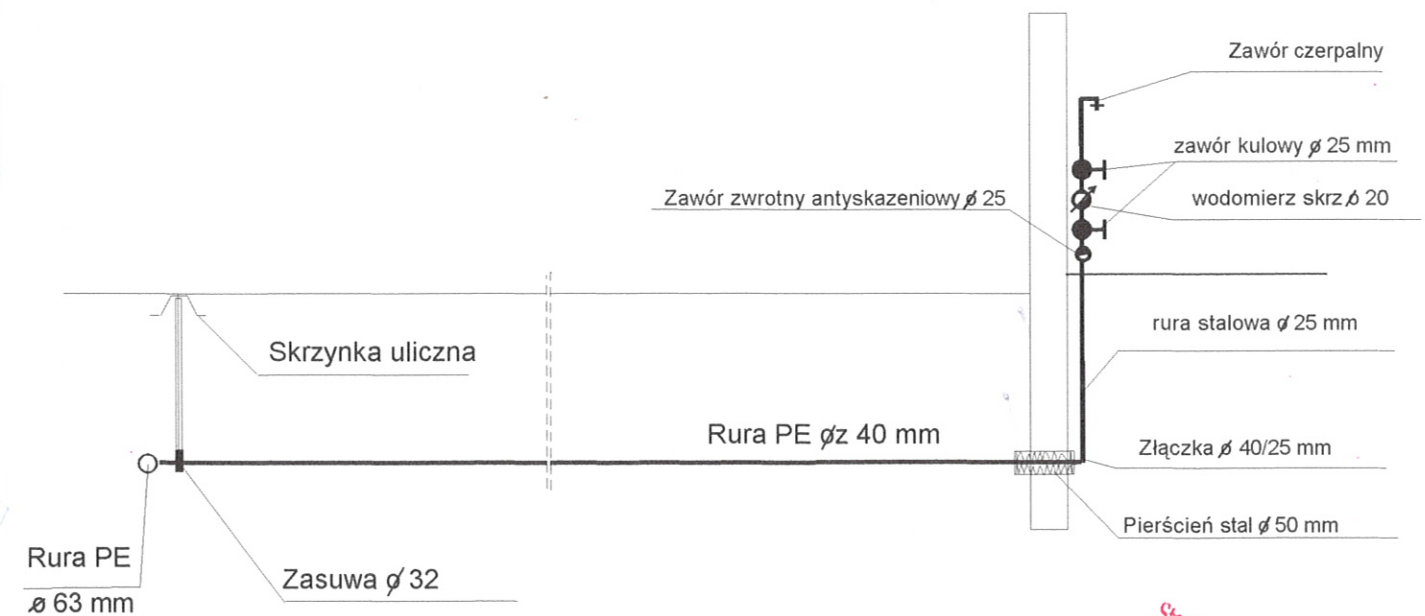 Zawór czerpalny
zawór kulowy ø 25 mm
Zawór zwrotny antyskazeniowy ø 25
wodomierz skrz ø 20
rura stalowa ø 25 mm
Skrzynka uliczna
Rura PE øz 40 mm
Złączka ø 40/25 mm
Pierścień stal ø 50 mm
Rura PE
ø 63 mm
Zasuwa ø 32